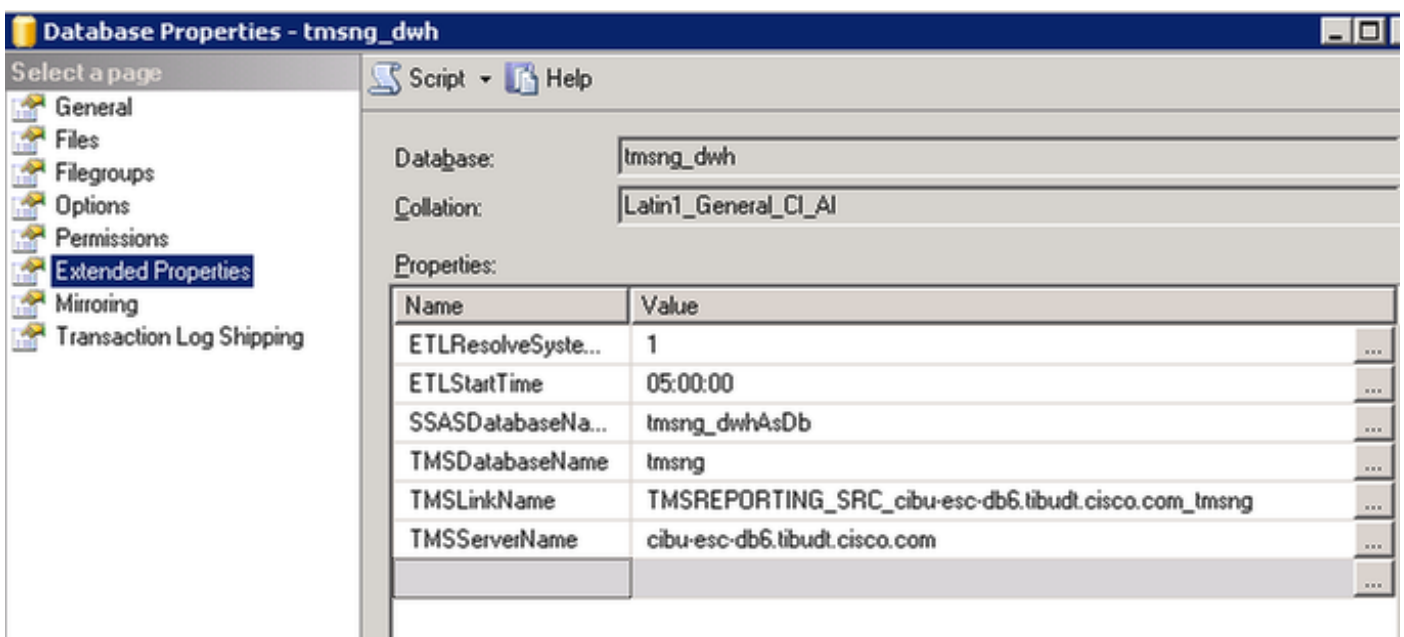 Database Properties - tmsng_dwh
Select a page
General
Files
Filegroups
Options
Permissions
Extended Properties
Mirroring
Transaction Log Shipping
Script Help
Database: tmsng_dwh
Collation: Latin1_General_CI_AI
Properties:
Name Value
ETLResolveSyste... 1 ...
ETLStartTime 05:00:00 ...
SSASDatabaseNa... tmsng_dwhAsDb ...
TMSDatabaseName tmsng ...
TMSLinkName TMSREPORTING_SRC_cibu-esc-db6.tibudt.cisco.com_tmsng ...
TMSServerName cibu-esc-db6.tibudt.cisco.com ...
...